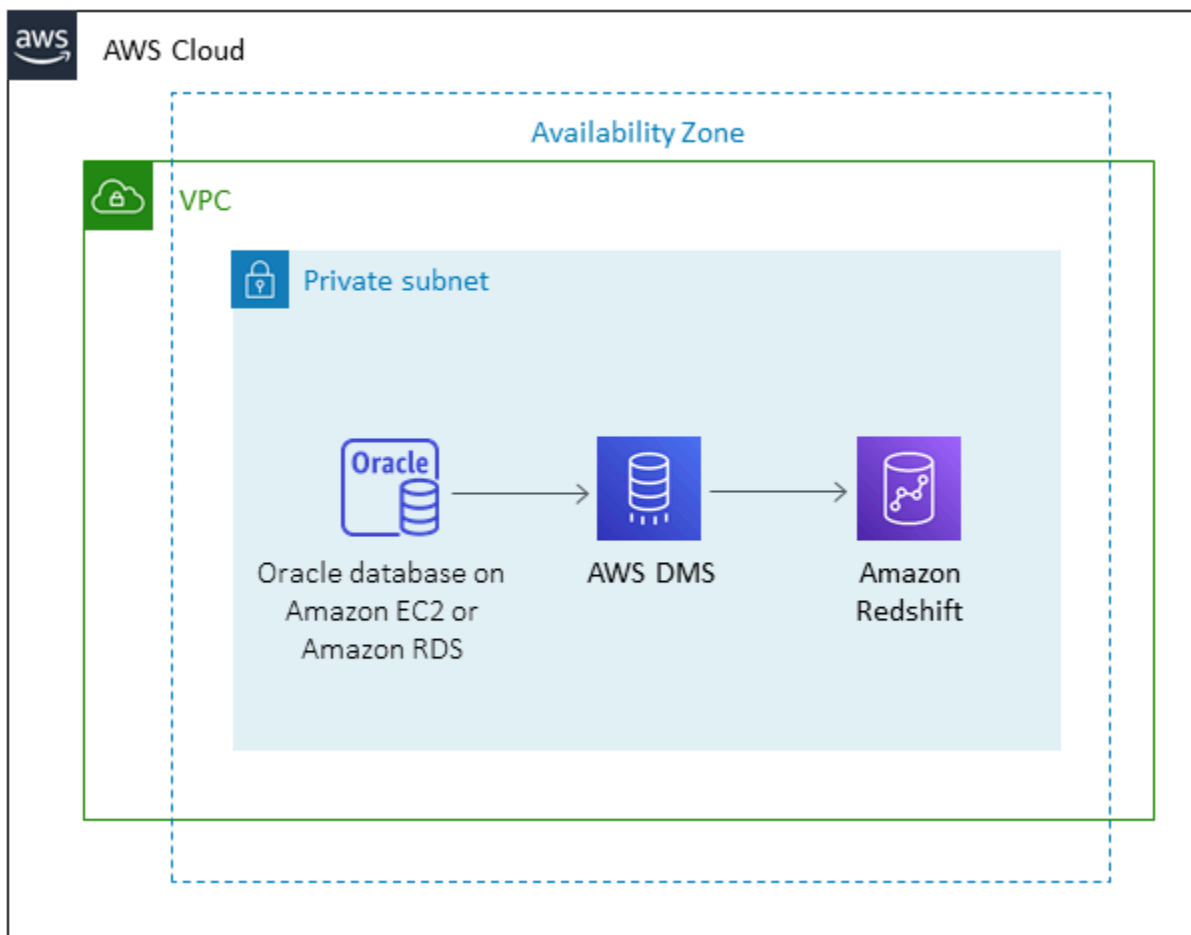 aws
AWS Cloud
Availability Zone
VPC
Private subnet
Oracle
Oracle database on
Amazon EC2 or
Amazon RDS
AWS DMS
Amazon
Redshift